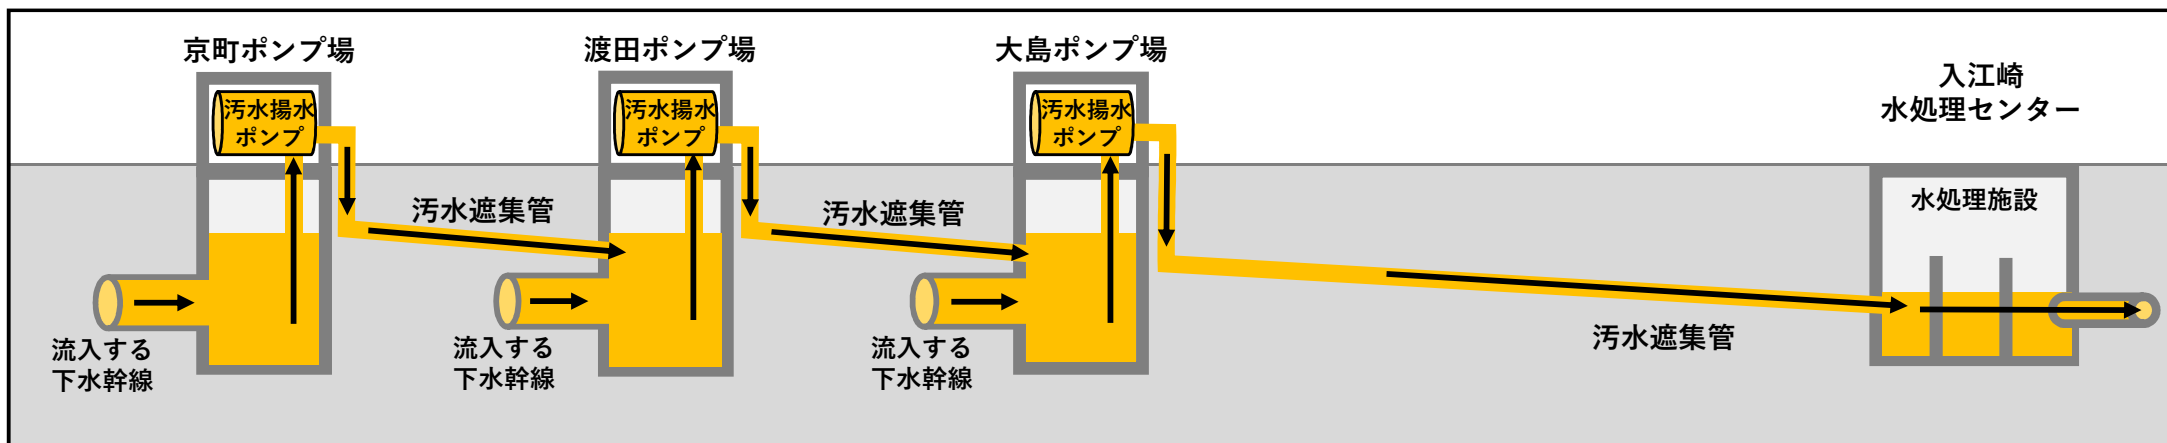 京町ポンプ場
渡田ポンプ場
大島ポンプ場
入江崎
水処理センター
汚水揚水
ポンプ
汚水揚水
ポンプ
汚水揚水
ポンプ
汚水遮集管
汚水遮集管
水処理施設
流入する
下水幹線
流入する
下水幹線
流入する
下水幹線
汚水遮集管